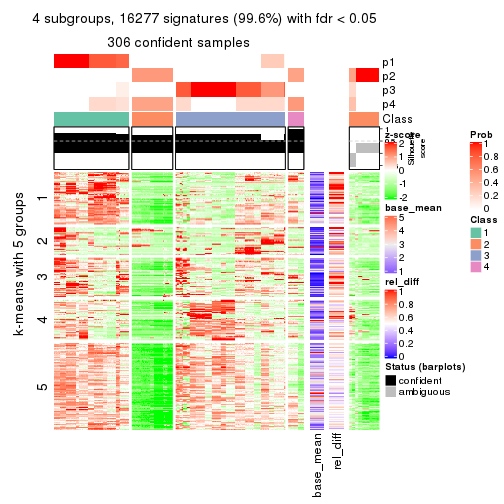 4 subgroups, 16277 signatures (99.6%) with fdr < 0.05
306 confident samples
p1
p2
p3
p4
Class
1
Silhouette
score
z-score
2
1
0
-1
-2
base_mean
5
4
3
2
1
rel_diff
1
0.8
0.6
0.4
0.2
0
Status (barplots)
confident
ambiguous
Prob
1
0.8
0.6
0.4
0.2
0
Class
1
2
3
4
k-means with 5 groups
1
2
3
4
5
base_mean
rel_diff